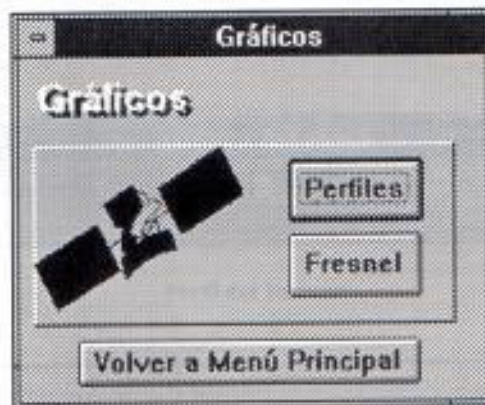 Gráficos
Gráficos
Perfiles
Fresnel
Volver a Menú Principal